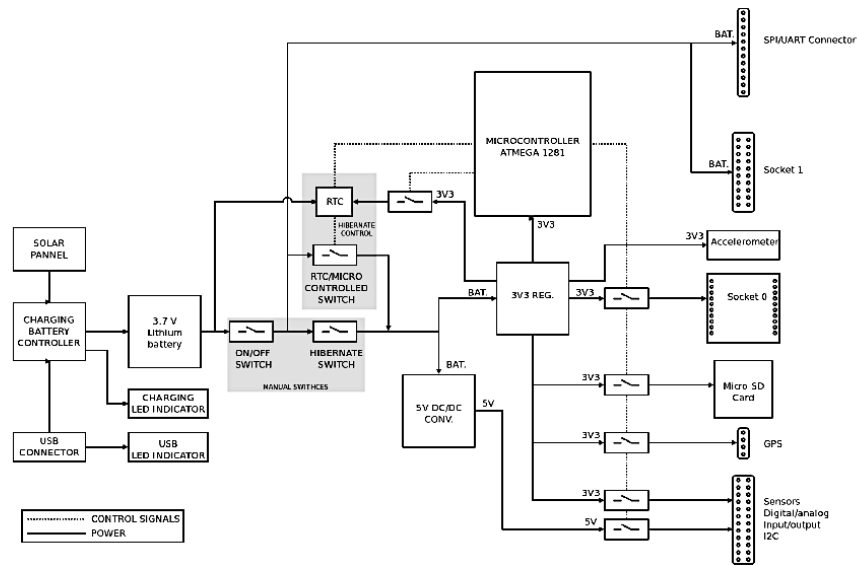 BAT.
SPI/UART Connector
MICROCONTROLLER
ATMEGA 1281
BAT.
Socket 1
RTC
3V3
HIBERNATE
CONTROL
3V3
3V3
Accelerometer
SOLAR
PANNEL
RTC/MICRO
CONTROLLED
SWITCH
BAT.
3V3 REG.
3V3
Socket 0
CHARGING
BATTERY
CONTROLLER
3.7 V
Lithium
battery
ON/OFF
SWITCH
HIBERNATE
SWITCH
MANUAL SWITHCES
BAT.
CHARGING
LED INDICATOR
5V DC/DC
CONV.
5V
3V3
Micro SD
Card
USB
CONNECTOR
USB
LED INDICATOR
3V3
GPS
3V3
5V
Sensors
Digital/analog
Input/output
I2C
CONTROL SIGNALS
POWER